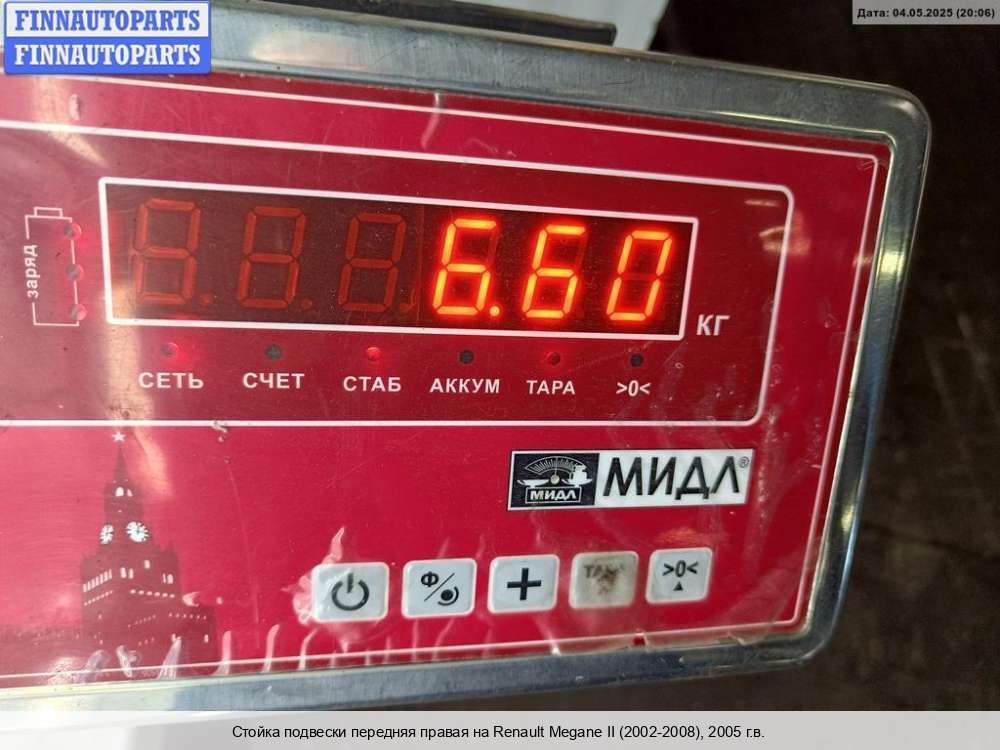 FINNAUTOPARTS
FINNAUTOPARTS
Дата: 04.05.2025 (20:06)
заряд
6.60
КГ
СЕТЬ СЧЕТ СТАБ АККУМ ТАРА >0<
МИДЛ МИДЛ®
Ф + >0<
Стойка подвески передняя правая на Renault Megane II (2002-2008), 2005 г.в.